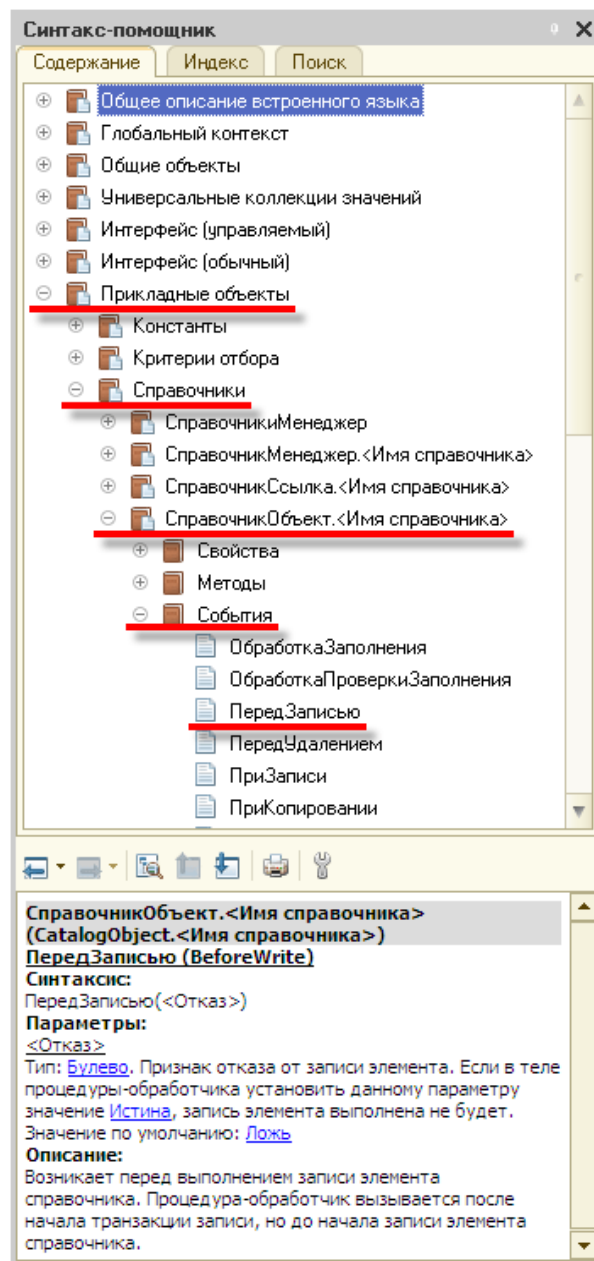 Синтакс-помощник
Содержание Индекс Поиск
Общее описание встроенного языка
Глобальный контекст
Общие объекты
Универсальные коллекции значений
Интерфейс (управляемый)
Интерфейс (обычный)
Прикладные объекты
Константы
Критерии отбора
Справочники
СправочникиМенеджер
СправочникМенеджер.<Имя справочника>
СправочникСсылка.<Имя справочника>
СправочникОбъект.<Имя справочника>
Свойства
Методы
События
ОбработкаЗаполнения
ОбработкаПроверкиЗаполнения
ПередЗаписью
ПередУдалением
ПриЗаписи
ПриКопировании
СправочникОбъект.<Имя справочника>
(CatalogObject.<Имя справочника>)
ПередЗаписью (BeforeWrite)
Синтаксис:
ПередЗаписью(<Отказ>)
Параметры:
<Отказ>
Тип: Булево. Признак отказа от записи элемента. Если в теле
процедуры-обработчика установить данному параметру
значение Истина, запись элемента выполнена не будет.
Значение по умолчанию: Ложь
Описание:
Возникает перед выполнением записи элемента
справочника. Процедура-обработчик вызывается после
начала транзакции записи, но до начала записи элемента
справочника.